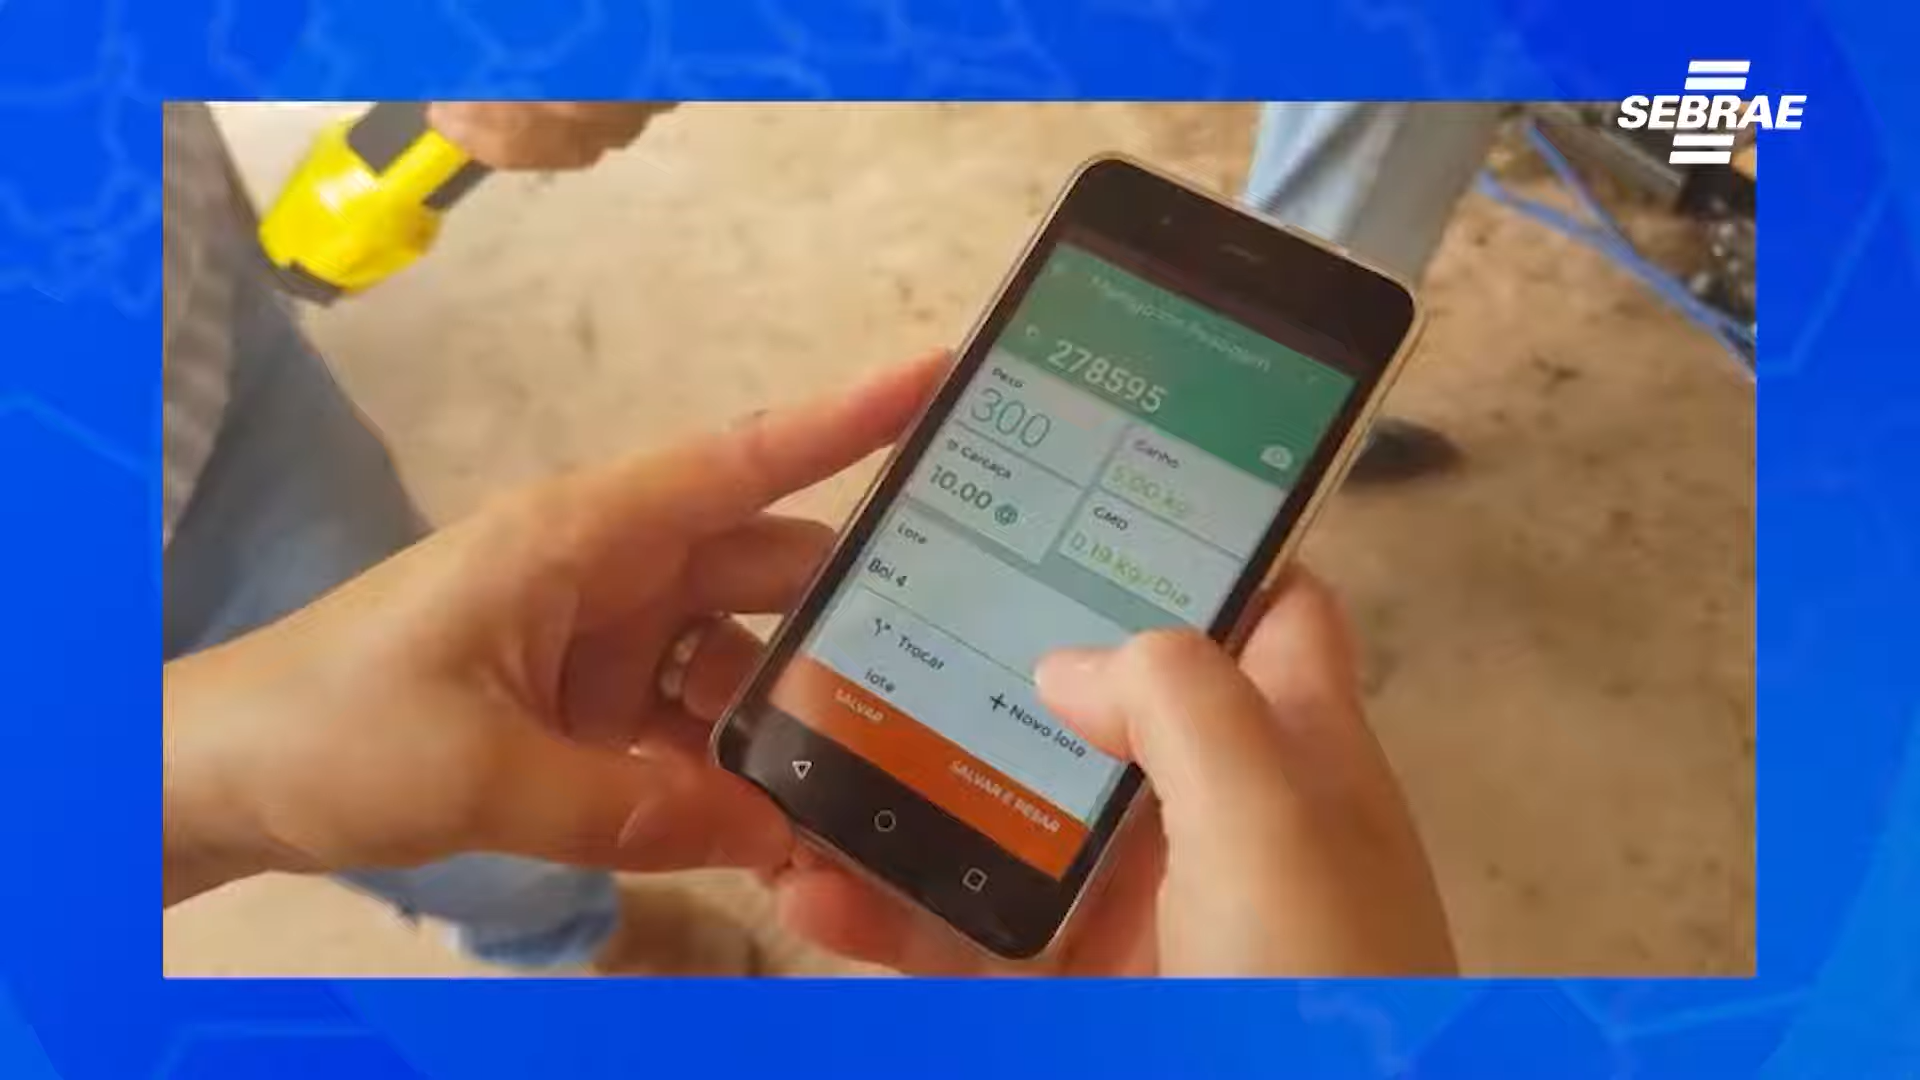 SEBRAE
278595
Peso
300
Ganho
5.00 kg
@ Carcaça
10.00 @
GMD
0.19 Kg/Dia
Lote
Boi 4
Trocar
lote
+ Novo lote
SALVAR
SALVAR E PESAR